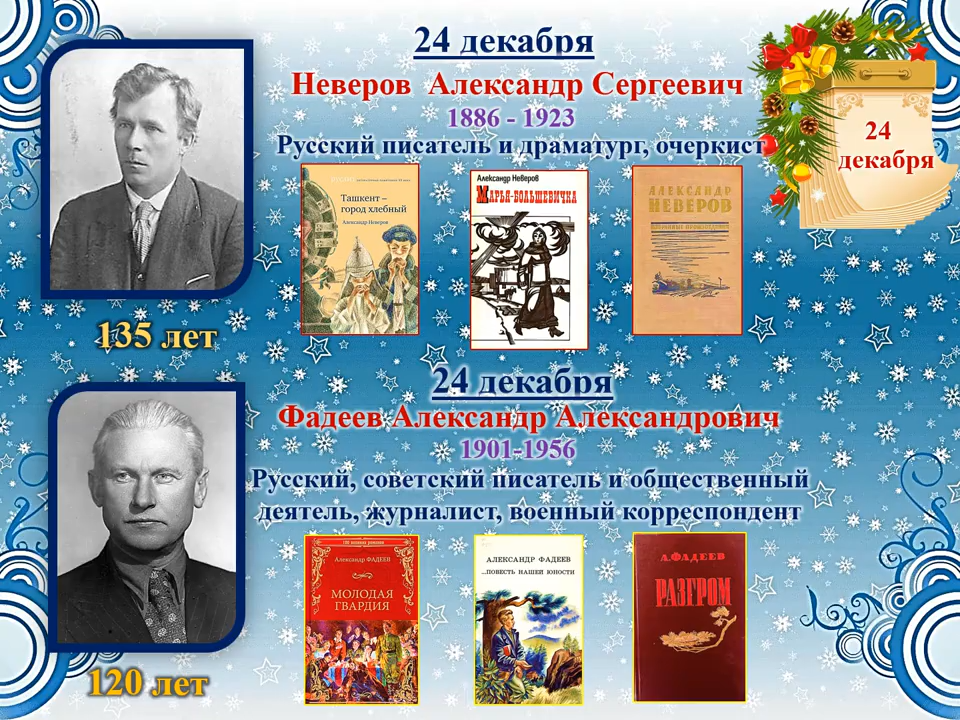 24 декабря
Неверов Александр Сергеевич
1886 - 1923
Русский писатель и драматург, очеркист
24
декабря
Ташкент –
город хлебный
Александр Неверов
Александр Неверов
МАРЬЯ-БОЛЬШЕВИЧКА
АЛЕКСАНДР
НЕВЕРОВ
ИЗБРАННЫЕ ПРОИЗВЕДЕНИЯ
135 лет
24 декабря
Фадеев Александр Александрович
1901-1956
Русский, советский писатель и общественный
деятель, журналист, военный корреспондент
Александр ФАДЕЕВ
МОЛОДАЯ
ГВАРДИЯ
АЛЕКСАНДР ФАДЕЕВ
...ПОВЕСТЬ НАШЕЙ ЮНОСТИ
А.ФАДЕЕВ
РАЗГРОМ
120 лет